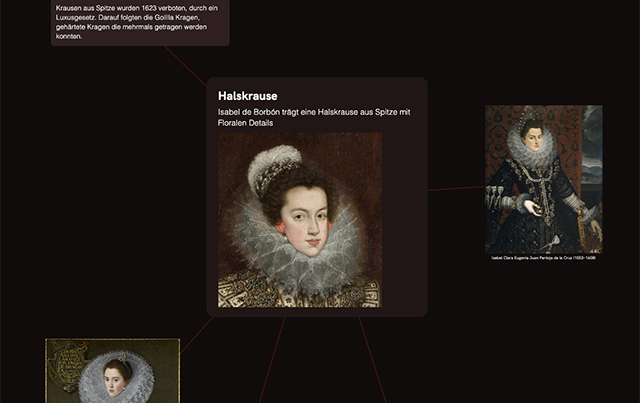 Krausen aus Spitze wurden 1623 verboten, durch ein
Luxusgesetz. Darauf folgten die Golilla Kragen,
gehärtete Kragen die mehrmals getragen werden
konnten.
Halskrause
Isabel de Borbón trägt eine Halskrause aus Spitze mit
Floralen Details
Isabel Clara Eugenia Juan Pantoja de la Cruz (1553–1608)